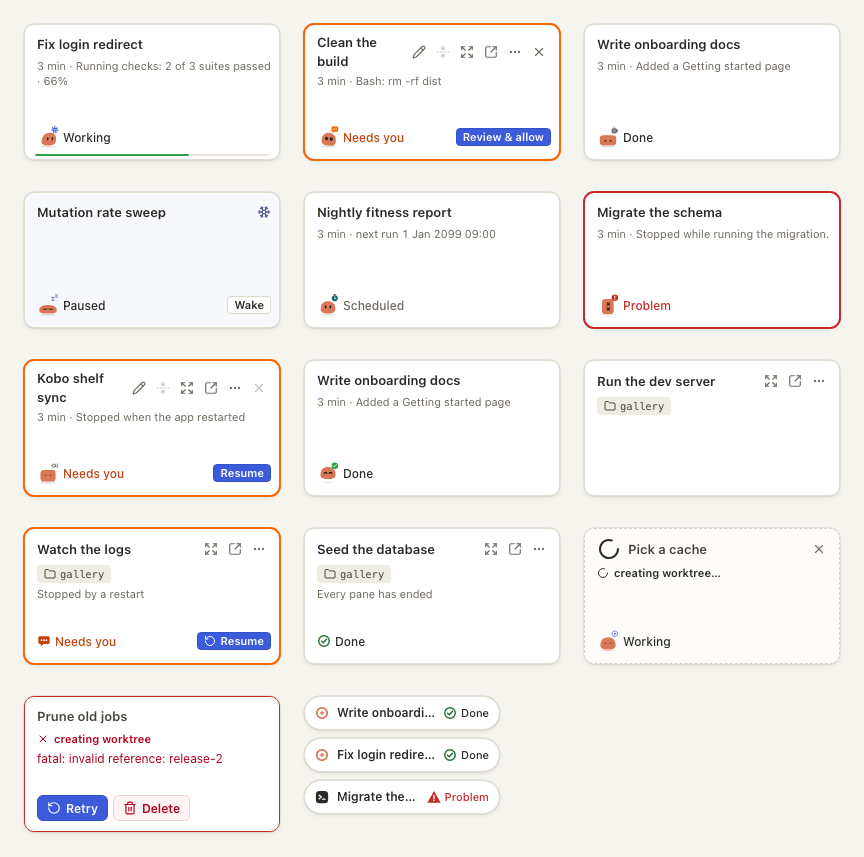 Fix login redirect
3 min · Running checks: 2 of 3 suites passed
· 66%
Working
Clean the
build
3 min · Bash: rm -rf dist
Needs you
Review & allow
Write onboarding docs
3 min · Added a Getting started page
Done
Mutation rate sweep
Paused
Wake
Nightly fitness report
3 min · next run 1 Jan 2099 09:00
Scheduled
Migrate the schema
3 min · Stopped while running the migration.
Problem
Kobo shelf
sync
3 min · Stopped when the app restarted
Needs you
Resume
Write onboarding docs
3 min · Added a Getting started page
Done
Run the dev server
gallery
Watch the logs
gallery
Stopped by a restart
Needs you
Resume
Seed the database
gallery
Every pane has ended
Done
Pick a cache
creating worktree...
Working
Prune old jobs
creating worktree
fatal: invalid reference: release-2
Retry
Delete
Write onboardi... Done
Fix login redire... Done
Migrate the... Problem